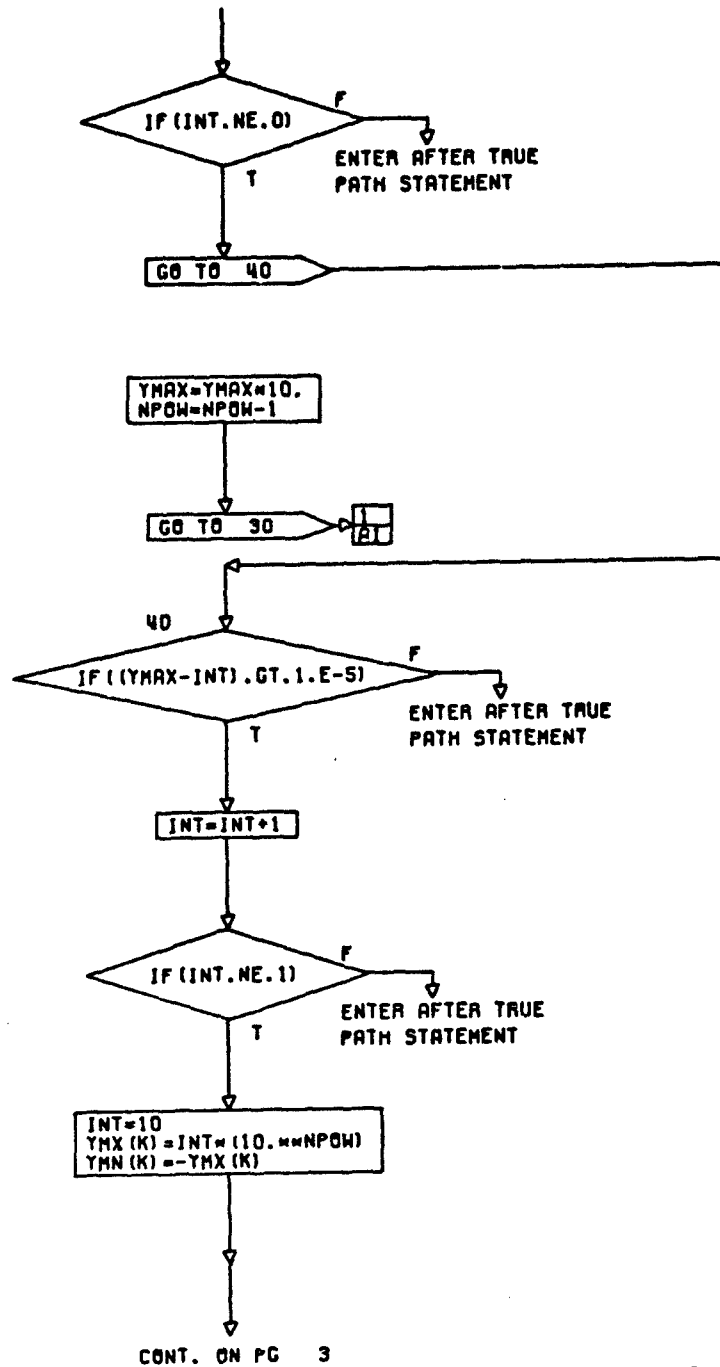 F
IF(INT.NE.0)
ENTER AFTER TRUE
PATH STATEMENT
T
GO TO 40
YMAX=YMAX*10.
NPOW=NPOW-1
GO TO 30
1
A1
40
F
IF((YMAX-INT).GT.1.E-5)
ENTER AFTER TRUE
PATH STATEMENT
T
INT=INT+1
F
IF(INT.NE.1)
ENTER AFTER TRUE
PATH STATEMENT
T
INT=10
YMX(K)=INT*(10.**NPOW)
YMN(K)=-YMX(K)
CONT. ON PG 3